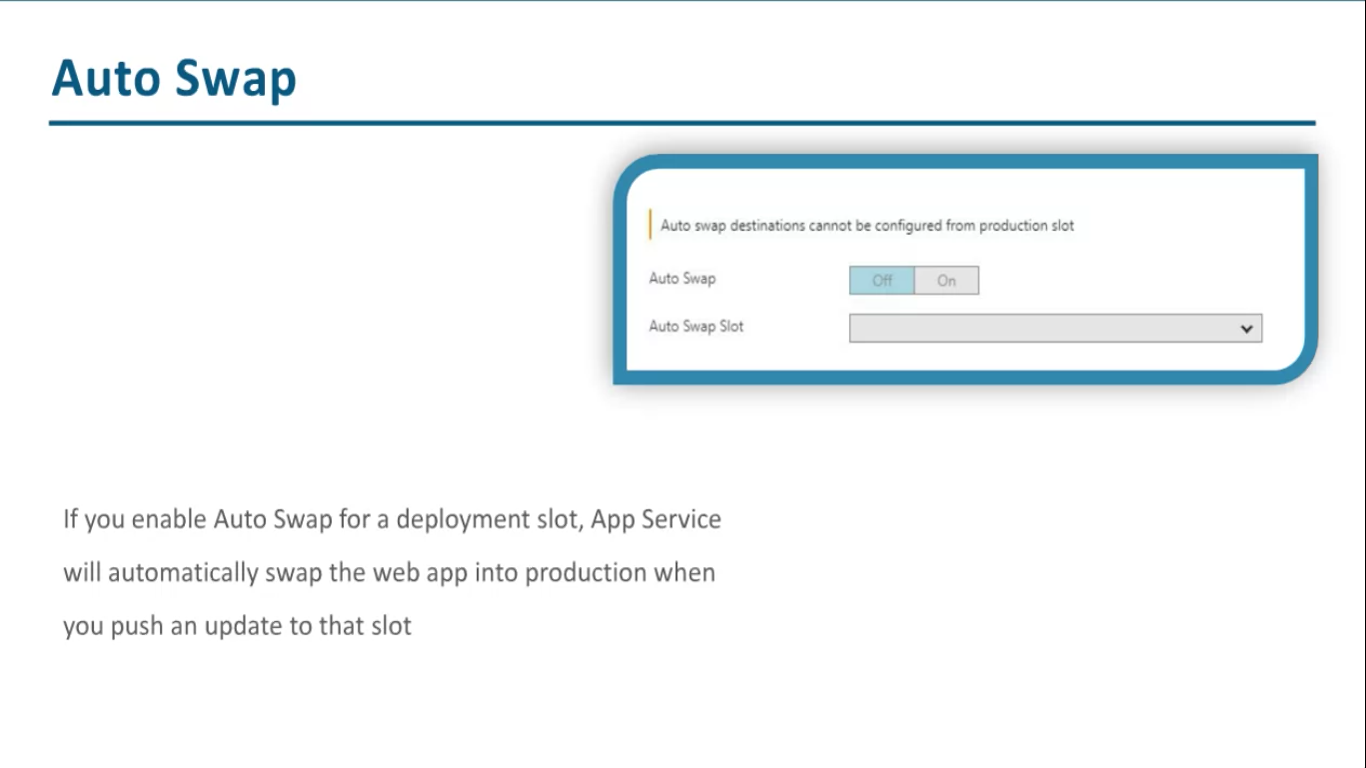 Auto Swap
Auto swap destinations cannot be configured from production slot
Auto Swap
Off On
Auto Swap Slot
If you enable Auto Swap for a deployment slot, App Service
will automatically swap the web app into production when
you push an update to that slot